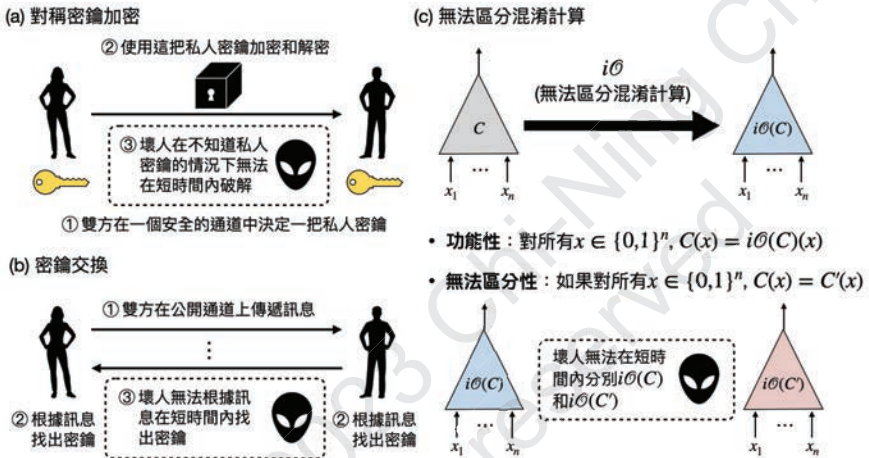 (a) 對稱密鑰加密
② 使用這把私人密鑰加密和解密
③ 壞人在不知道私人
密鑰的情況下無法
在短時間內破解
① 雙方在一個安全的通道中決定一把私人密鑰
(b) 密鑰交換
① 雙方在公開通道上傳遞訊息
⋮
② 根據訊息
找出密鑰
③ 壞人無法根據訊
息在短時間內找
出密鑰
② 根據訊息
找出密鑰
(c) 無法區分混淆計算
C
x₁ ⋯ xₙ
i𝒪
(無法區分混淆計算)
i𝒪(C)
x₁ ⋯ xₙ
• 功能性：對所有x ∈ {0,1}ⁿ, C(x) = i𝒪(C)(x)
• 無法區分性：如果對所有x ∈ {0,1}ⁿ, C(x) = C′(x)
i𝒪(C)
x₁ ⋯ xₙ
壞人無法在短時
間內分別i𝒪(C)
和i𝒪(C′)
i𝒪(C′)
x₁ ⋯ xₙ
2023 Chi-Ning Ch
reserved